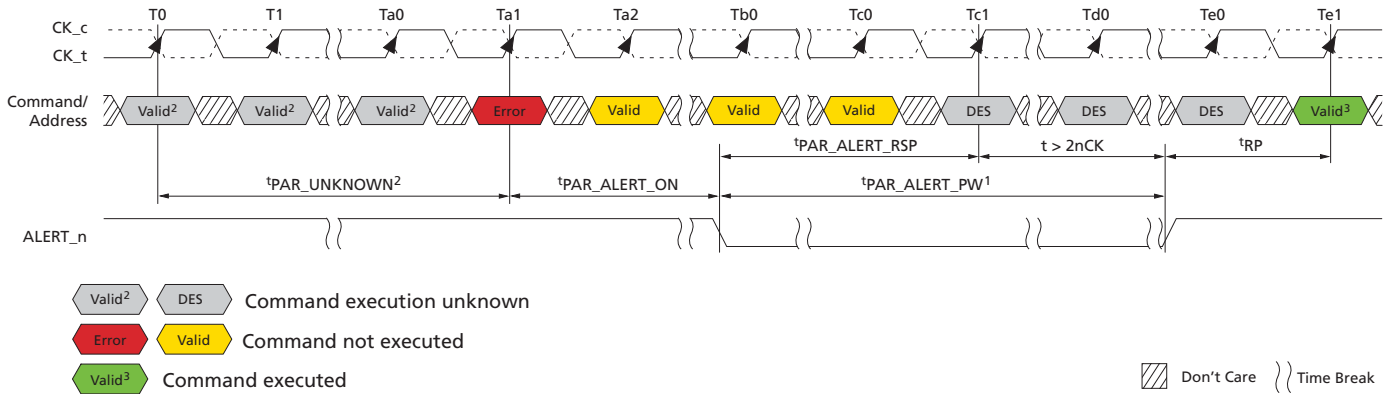 T0 T1 Ta0 Ta1 Ta2 Tb0 Tc0 Tc1 Td0 Te0 Te1
CK_c
CK_t
Command/
Address
Valid² Valid² Valid² Error Valid Valid Valid DES DES DES Valid³
tPAR_ALERT_RSP t > 2nCK tRP
tPAR_UNKNOWN² tPAR_ALERT_ON tPAR_ALERT_PW¹
ALERT_n
Valid² DES Command execution unknown
Error Valid Command not executed
Valid³ Command executed
Don't Care Time Break